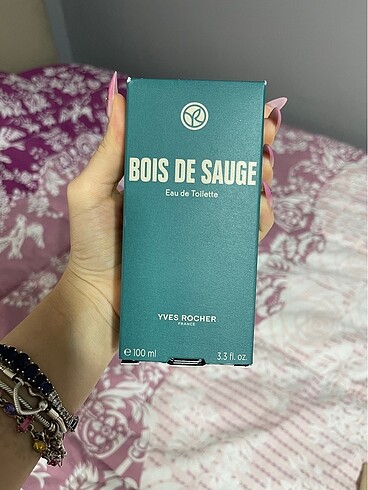 BOIS DE SAUGE
Eau de Toilette
YVES ROCHER
FRANCE
℮ 100 ml 3.3 fl. oz.